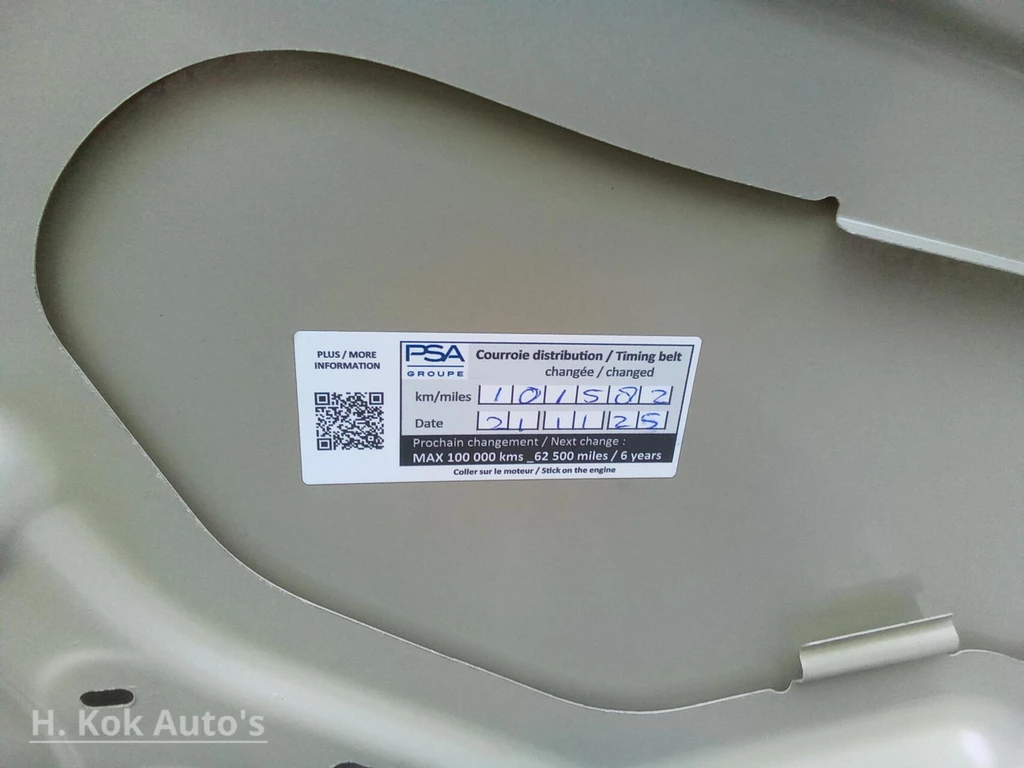 PLUS / MORE
INFORMATION
PSA
GROUPE
Courroie distribution / Timing belt
changée / changed
km/miles 101582
Date 21 11 25
Prochain changement / Next change :
MAX 100 000 kms _62 500 miles / 6 years
Coller sur le moteur / Stick on the engine
H. Kok Auto's